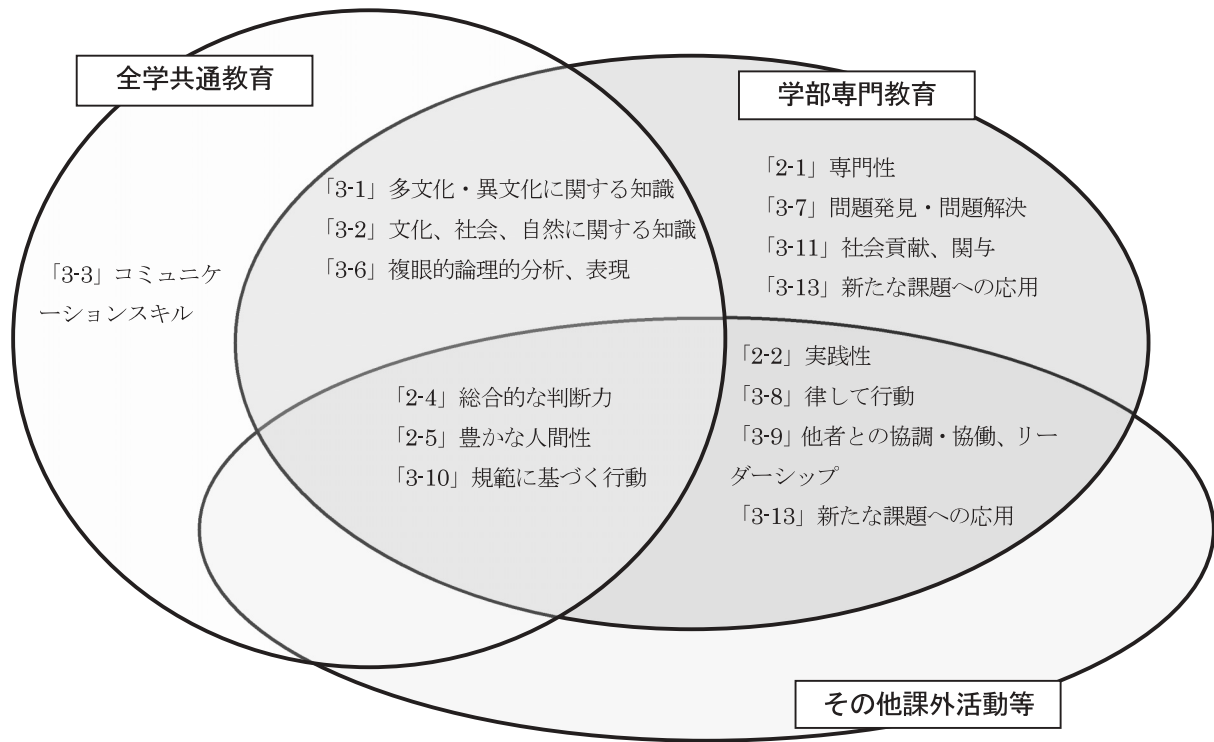 全学共通教育
学部専門教育
「3-1」多文化・異文化に関する知識
「3-2」文化、社会、自然に関する知識
「3-6」複眼的論理的分析、表現
「2-1」専門性
「3-7」問題発見・問題解決
「3-11」社会貢献、関与
「3-13」新たな課題への応用
「3-3」コミュニケ
ーションスキル
「2-4」総合的な判断力
「2-5」豊かな人間性
「3-10」規範に基づく行動
「2-2」実践性
「3-8」律して行動
「3-9」他者との協調・協働、リー
ダーシップ
「3-13」新たな課題への応用
その他課外活動等